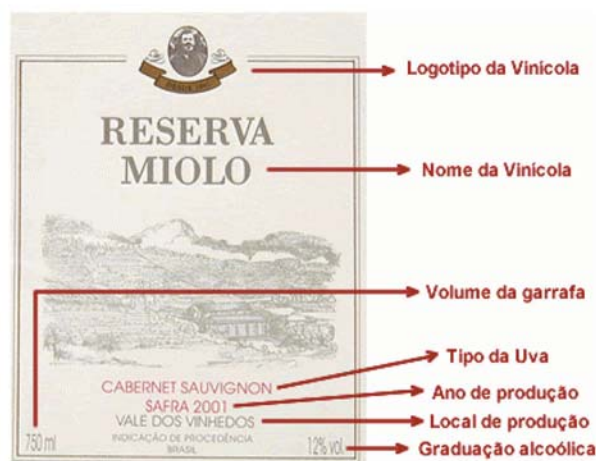 Logotipo da Vinícola
RESERVA
MIOLO
Nome da Vinícola
Volume da garrafa
Tipo da Uva
CABERNET SAUVIGNON
Ano de produção
SAFRA 2001
Local de produção
VALE DOS VINHEDOS
INDICAÇÃO DE PROCEDÊNCIA
BRASIL
750 ml
12% vol.
Graduação alcoólica